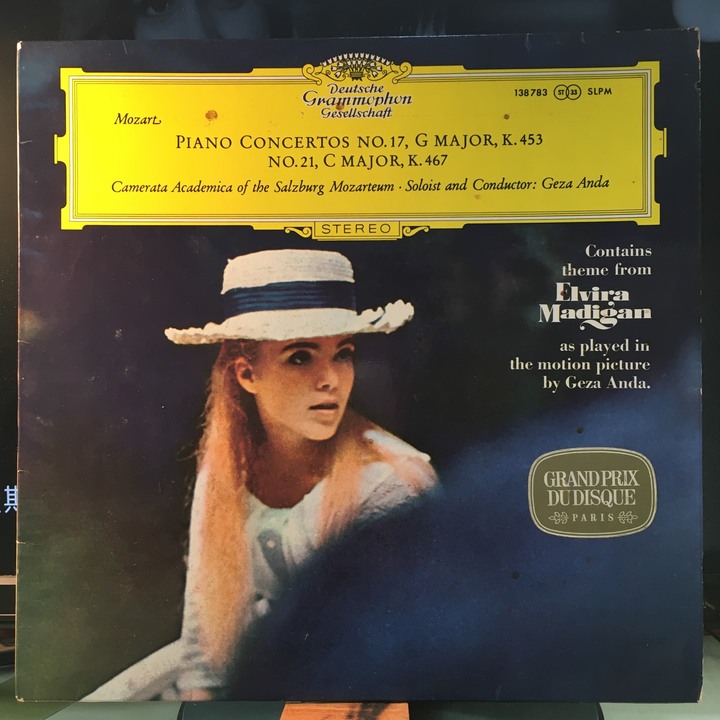 Deutsche
Grammophon
Gesellschaft
138 783 ST 33 SLPM
Mozart
PIANO CONCERTOS NO. 17, G MAJOR, K. 453
NO. 21, C MAJOR, K. 467
Camerata Academica of the Salzburg Mozarteum · Soloist and Conductor: Geza Anda
STEREO
Contains
theme from
Elvira
Madigan
as played in
the motion picture
by Geza Anda.
GRAND PRIX
DU DISQUE
PARIS